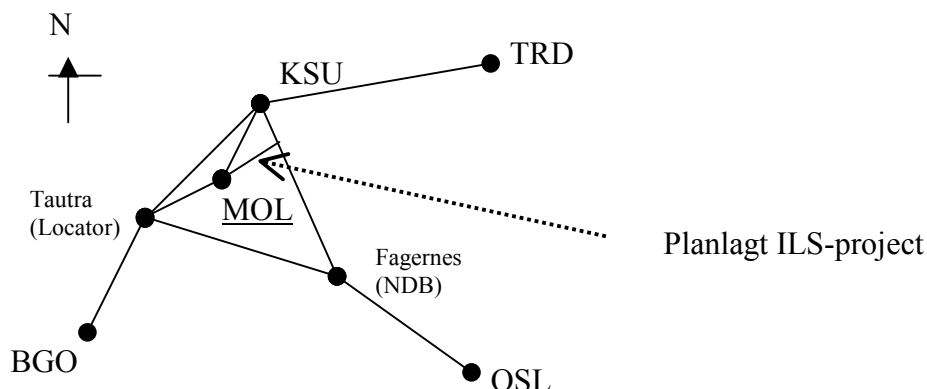 N
TRD
KSU
Tautra
(Locator)
MOL
Planlagt ILS-project
Fagernes
(NDB)
BGO
OSL